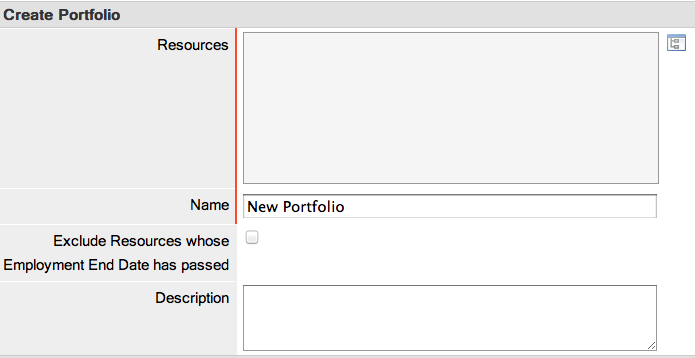 Create Portfolio
Resources
Name
New Portfolio
Exclude Resources whose
Employment End Date has passed
Description